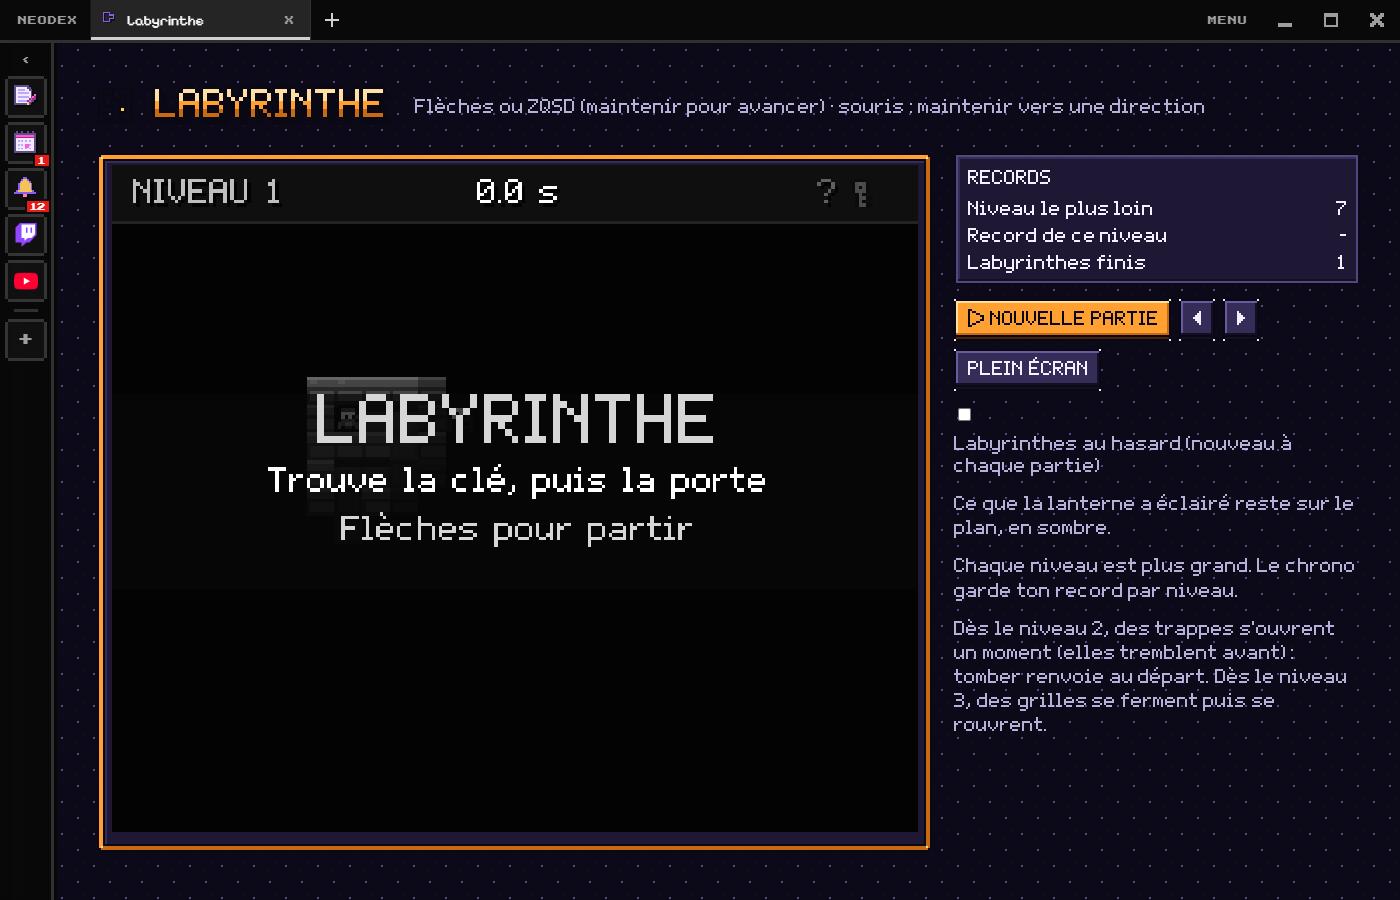 NEODEX
Labyrinthe
MENU
LABYRINTHE
Flèches ou ZQSD (maintenir pour avancer) · souris : maintenir vers une direction
NIVEAU 1
0.0 s
?
1
12
RECORDS
Niveau le plus loin 7
Record de ce niveau -
Labyrinthes finis 1
NOUVELLE PARTIE
PLEIN ÉCRAN
LABYRINTHE
Trouve la clé, puis la porte
Flèches pour partir
Labyrinthes au hasard (nouveau à
chaque partie)
Ce que la lanterne a éclairé reste sur le
plan, en sombre.
Chaque niveau est plus grand. Le chrono
garde ton record par niveau.
Dès le niveau 2, des trappes s'ouvrent
un moment (elles tremblent avant) :
tomber renvoie au départ. Dès le niveau
3, des grilles se ferment puis se
rouvrent.